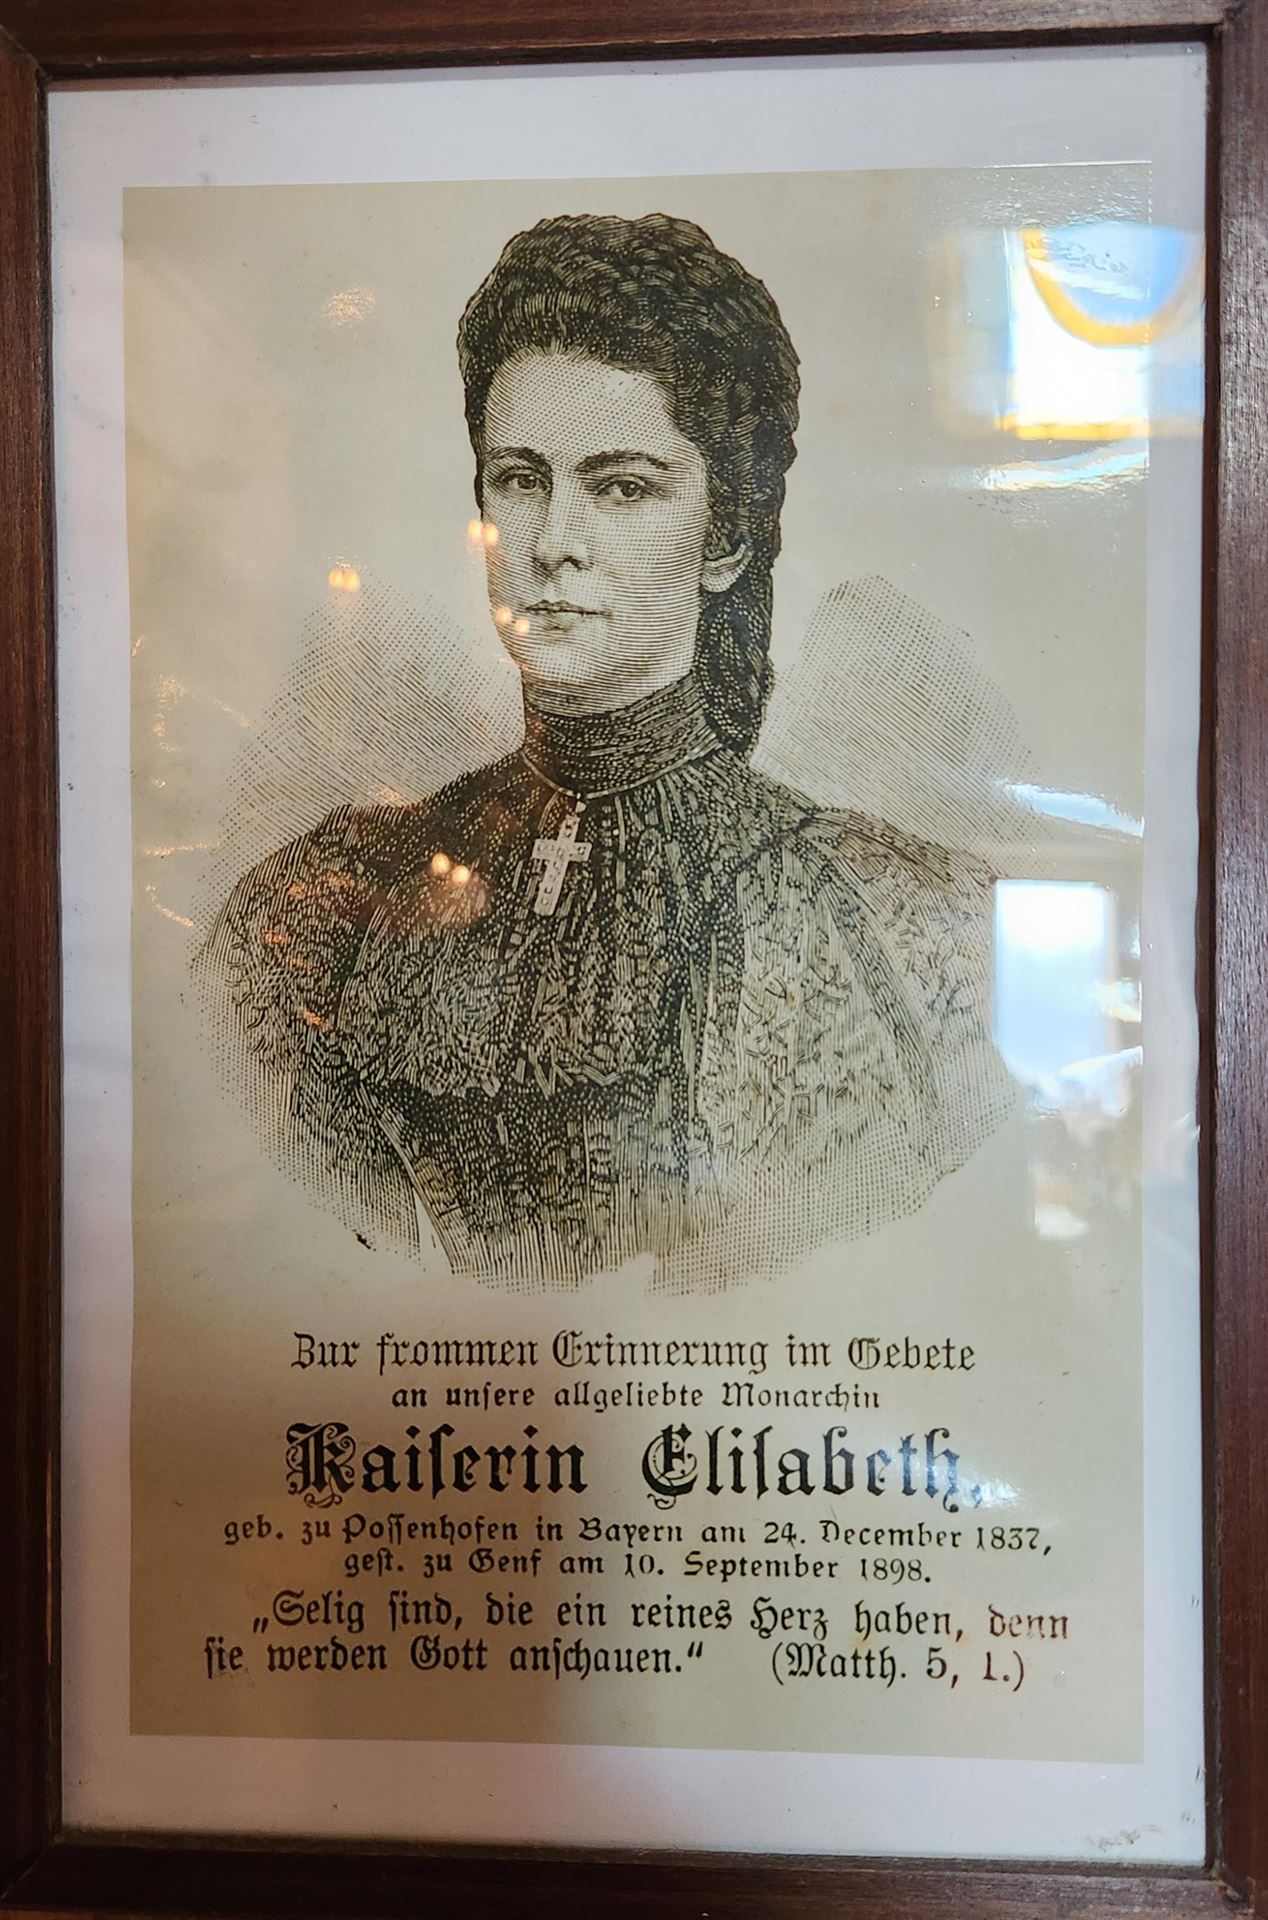 Zur frommen Erinnerung im Gebete
an unſere allgeliebte Monarchin
Kaiſerin Eliſabeth,
geb. zu Poſſenhofen in Bayern am 24. December 1837,
geſt. zu Genf am 10. September 1898.
„Selig ſind, die ein reines Herz haben, denn
ſie werden Gott anſchauen.“ (Matth. 5, 1.)